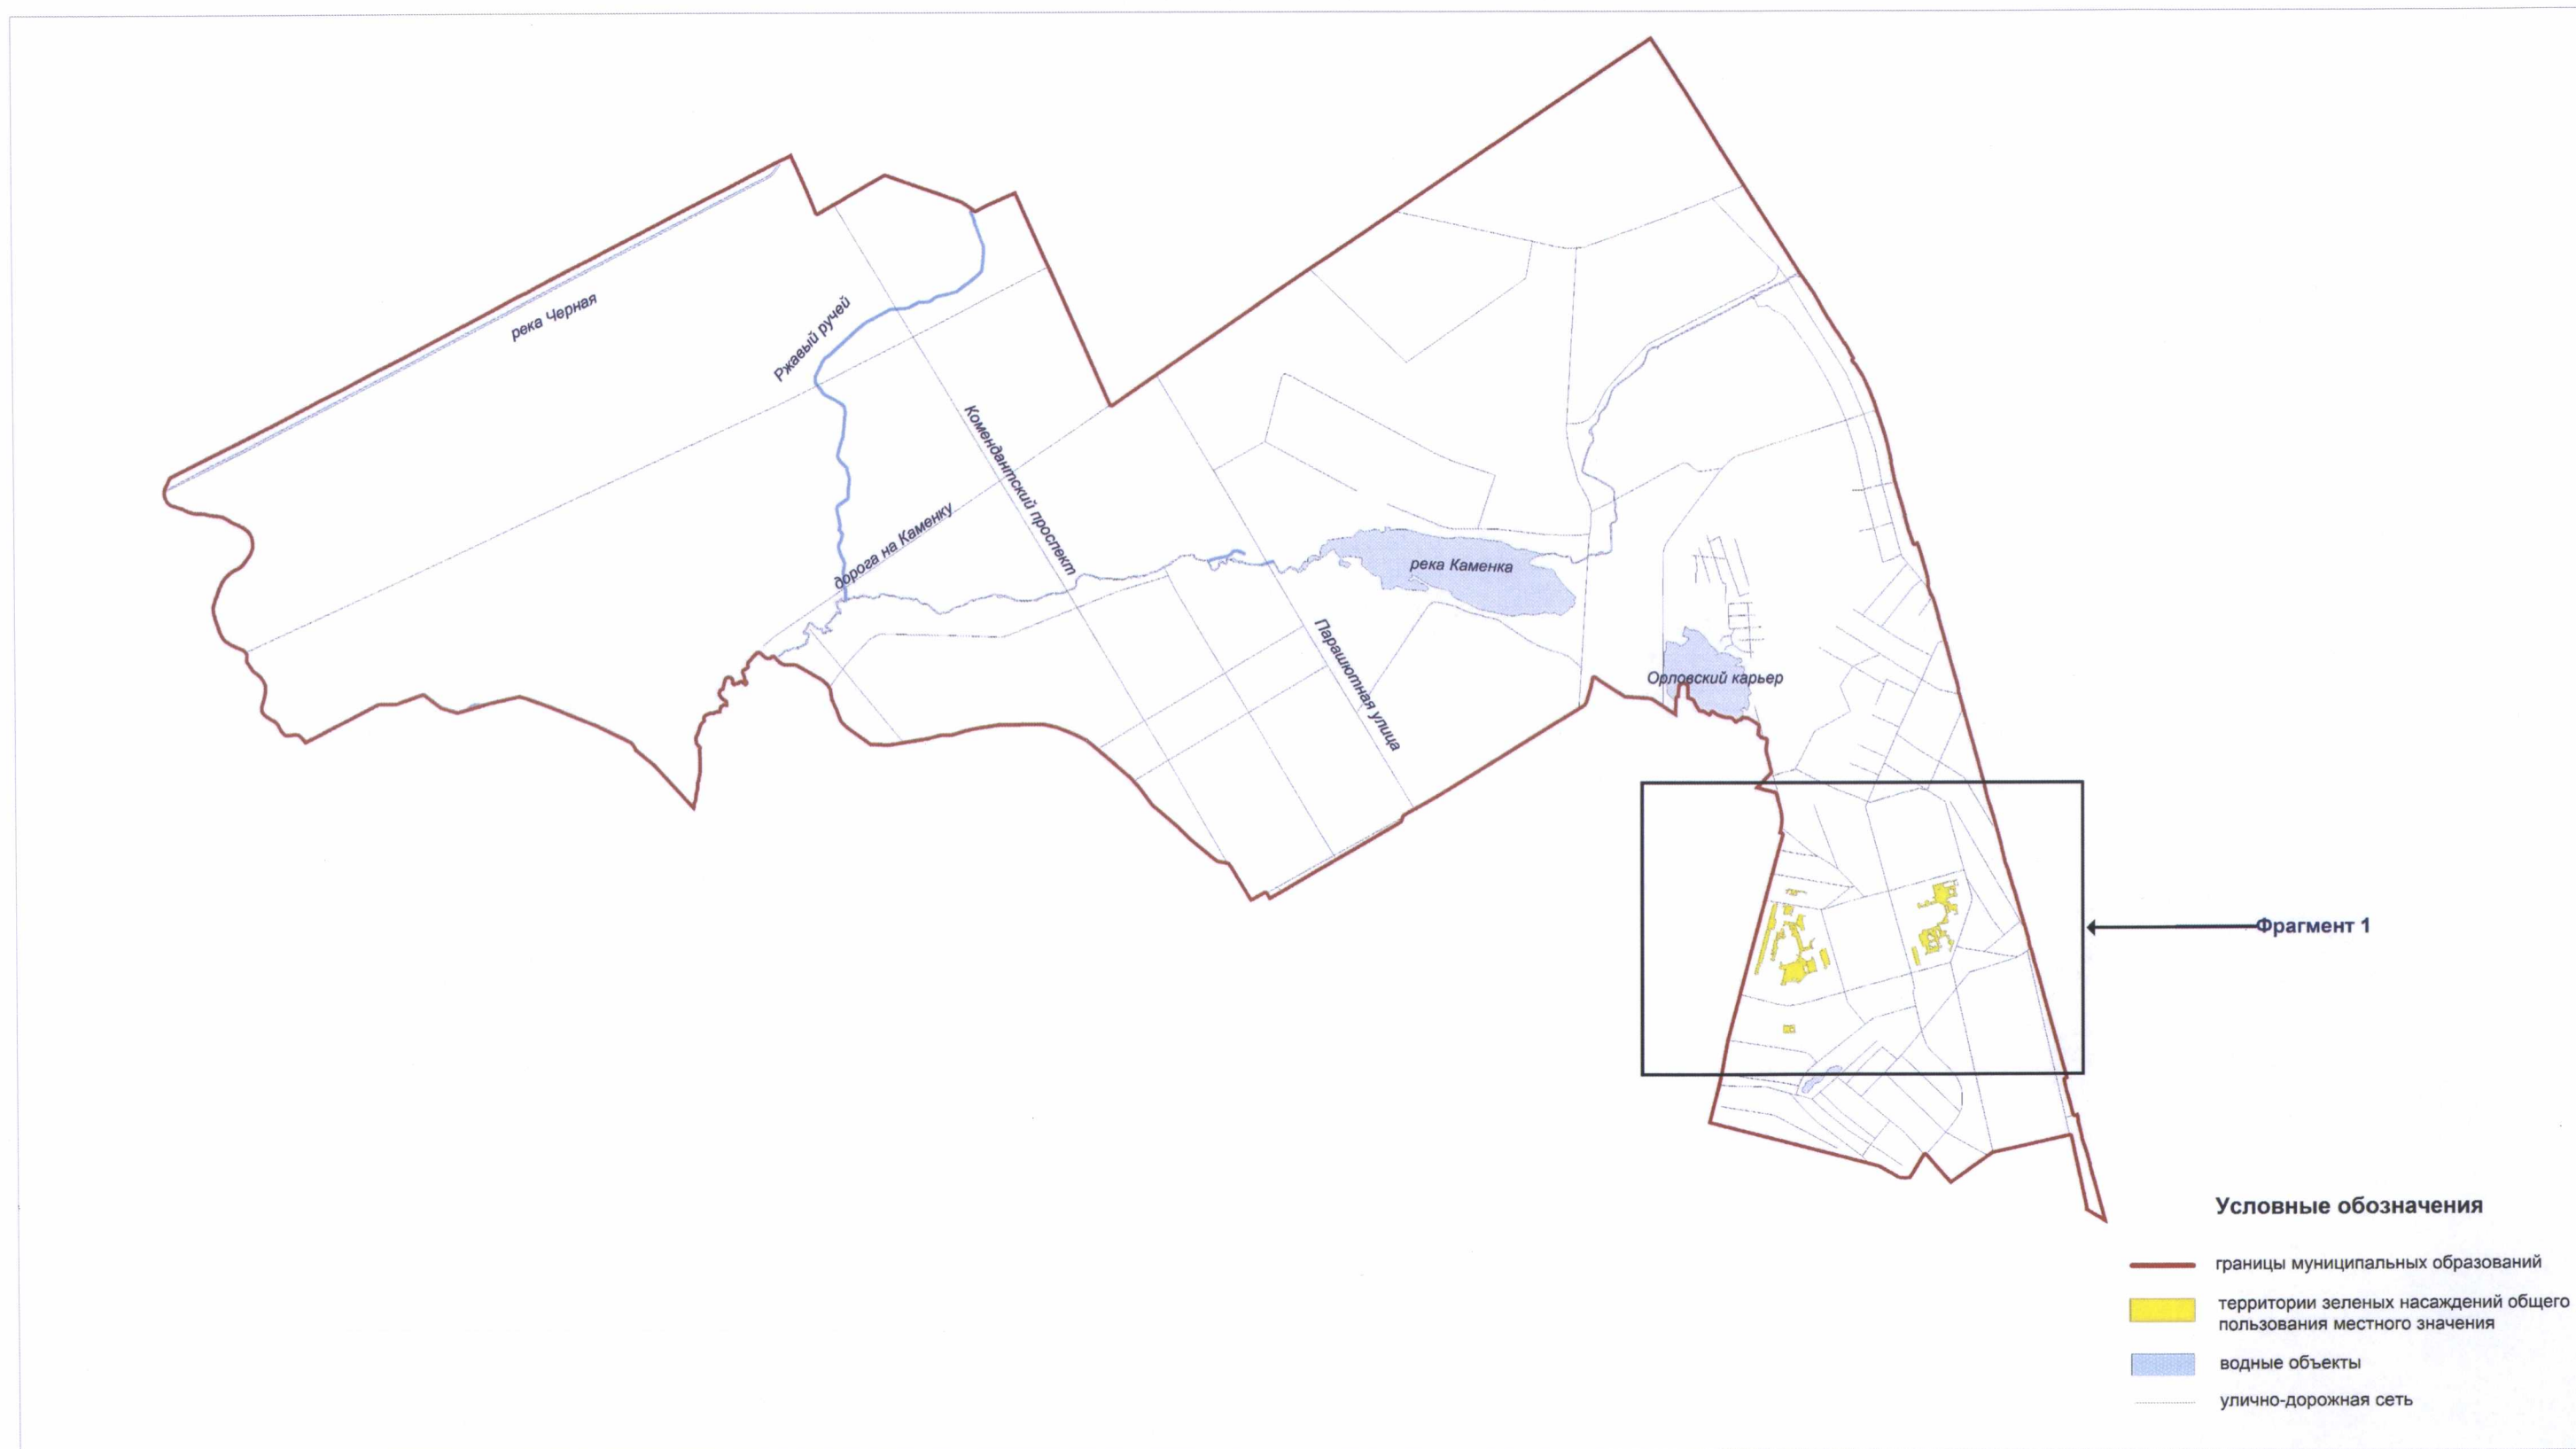 река Черная
Ржавый ручей
Комендантский проспект
дорога на Каменку
река Каменка
Парашютная улица
Орловский карьер
Фрагмент 1
Условные обозначения
границы муниципальных образований
территории зеленых насаждений общего
пользования местного значения
водные объекты
улично-дорожная сеть